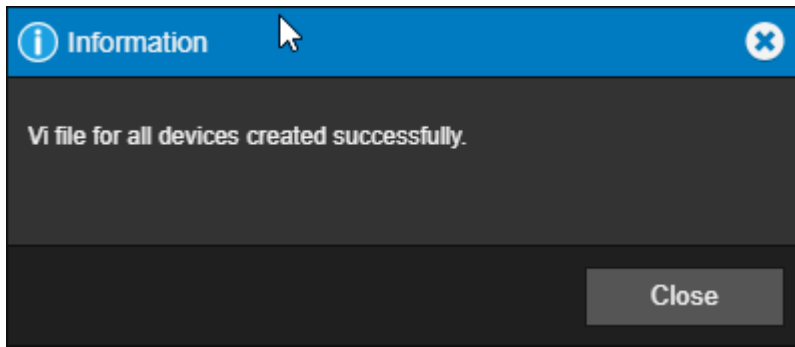 Information
Vi file for all devices created successfully.
Close